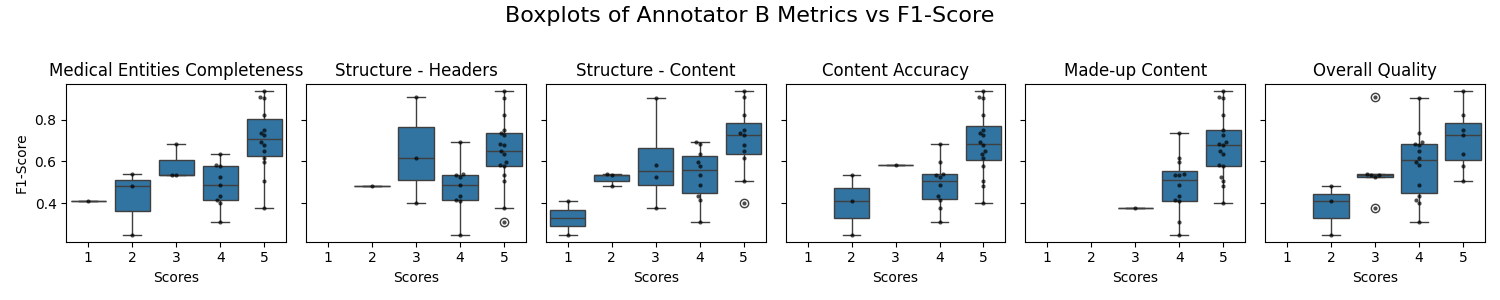 Boxplots of Annotator B Metrics vs F1-Score
Medical Entities Completeness
Structure - Headers
Structure - Content
Content Accuracy
Made-up Content
Overall Quality
F1-Score
0.8
0.6
0.4
1 2 3 4 5
1 2 3 4 5
1 2 3 4 5
1 2 3 4 5
1 2 3 4 5
1 2 3 4 5
Scores
Scores
Scores
Scores
Scores
Scores